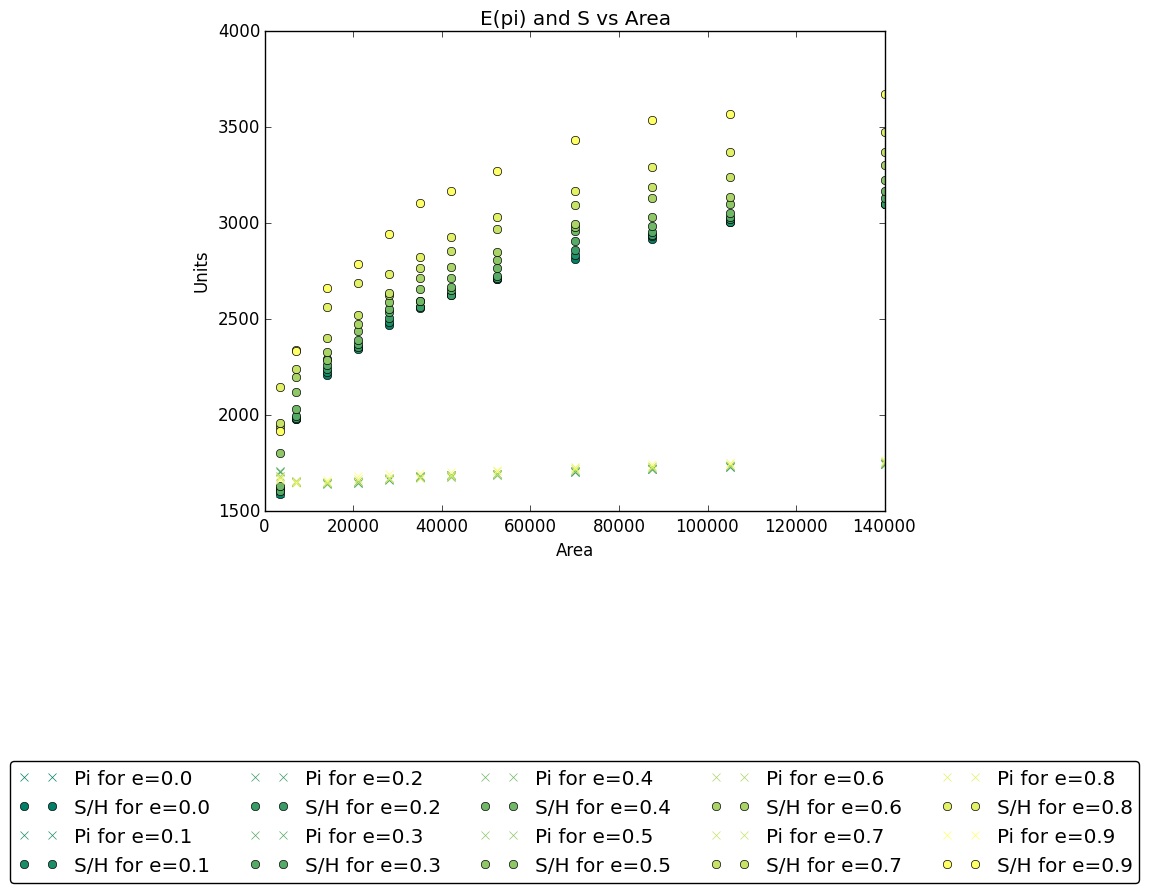 E(pi) and S vs Area
4000
3500
3000
2500
2000
1500
Units
0 20000 40000 60000 80000 100000 120000 140000
Area
Pi for e=0.0 Pi for e=0.2 Pi for e=0.4 Pi for e=0.6 Pi for e=0.8
S/H for e=0.0 S/H for e=0.2 S/H for e=0.4 S/H for e=0.6 S/H for e=0.8
Pi for e=0.1 Pi for e=0.3 Pi for e=0.5 Pi for e=0.7 Pi for e=0.9
S/H for e=0.1 S/H for e=0.3 S/H for e=0.5 S/H for e=0.7 S/H for e=0.9